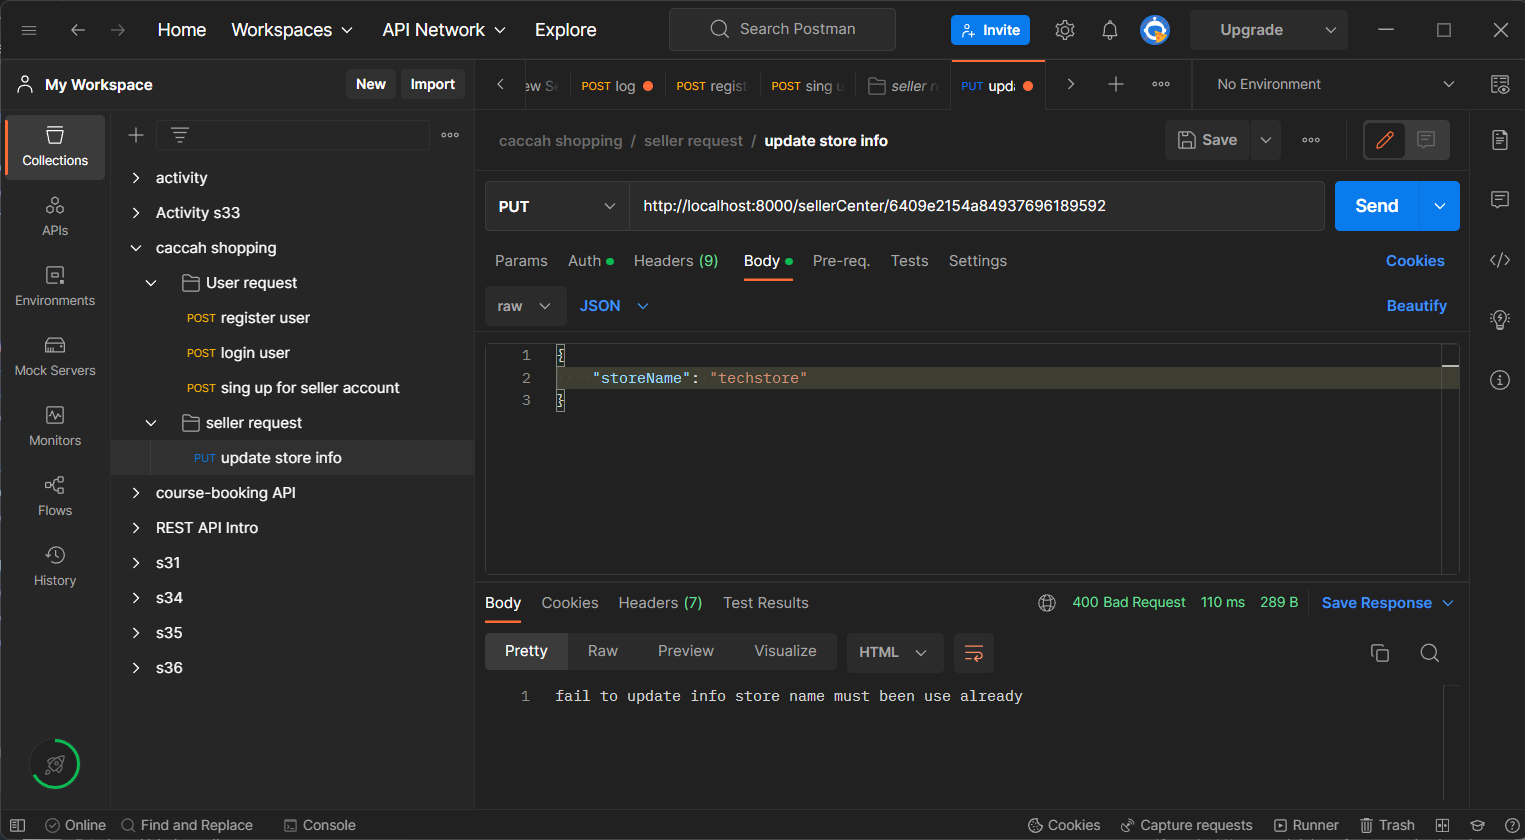 Home
Workspaces
API Network
Explore
Search Postman
Invite
Upgrade
My Workspace
New
Import
POST log
POST regist
POST sing u
seller r
PUT upda
No Environment
caccah shopping / seller request / update store info
Save
Collections
APIs
Environments
Mock Servers
Monitors
Flows
History
activity
Activity s33
caccah shopping
User request
POST register user
POST login user
POST sing up for seller account
seller request
PUT update store info
course-booking API
REST API Intro
s31
s34
s35
s36
PUT
http://localhost:8000/sellerCenter/6409e2154a84937696189592
Send
Params
Auth
Headers (9)
Body
Pre-req.
Tests
Settings
Cookies
raw
JSON
Beautify
1 {
2 "storeName": "techstore"
3 }
Body
Cookies
Headers (7)
Test Results
400 Bad Request 110 ms 289 B
Save Response
Pretty
Raw
Preview
Visualize
HTML
1 fail to update info store name must been use already
Online
Find and Replace
Console
Cookies
Capture requests
Runner
Trash